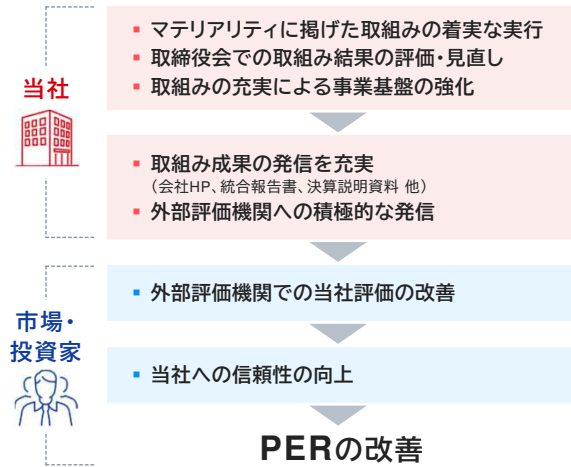 当社
▪ マテリアリティに掲げた取組みの着実な実行
▪ 取締役会での取組み結果の評価・見直し
▪ 取組みの充実による事業基盤の強化
▪ 取組み成果の発信を充実
（会社HP、統合報告書、決算説明資料 他）
▪ 外部評価機関への積極的な発信
市場・
投資家
▪ 外部評価機関での当社評価の改善
▪ 当社への信頼性の向上
PERの改善